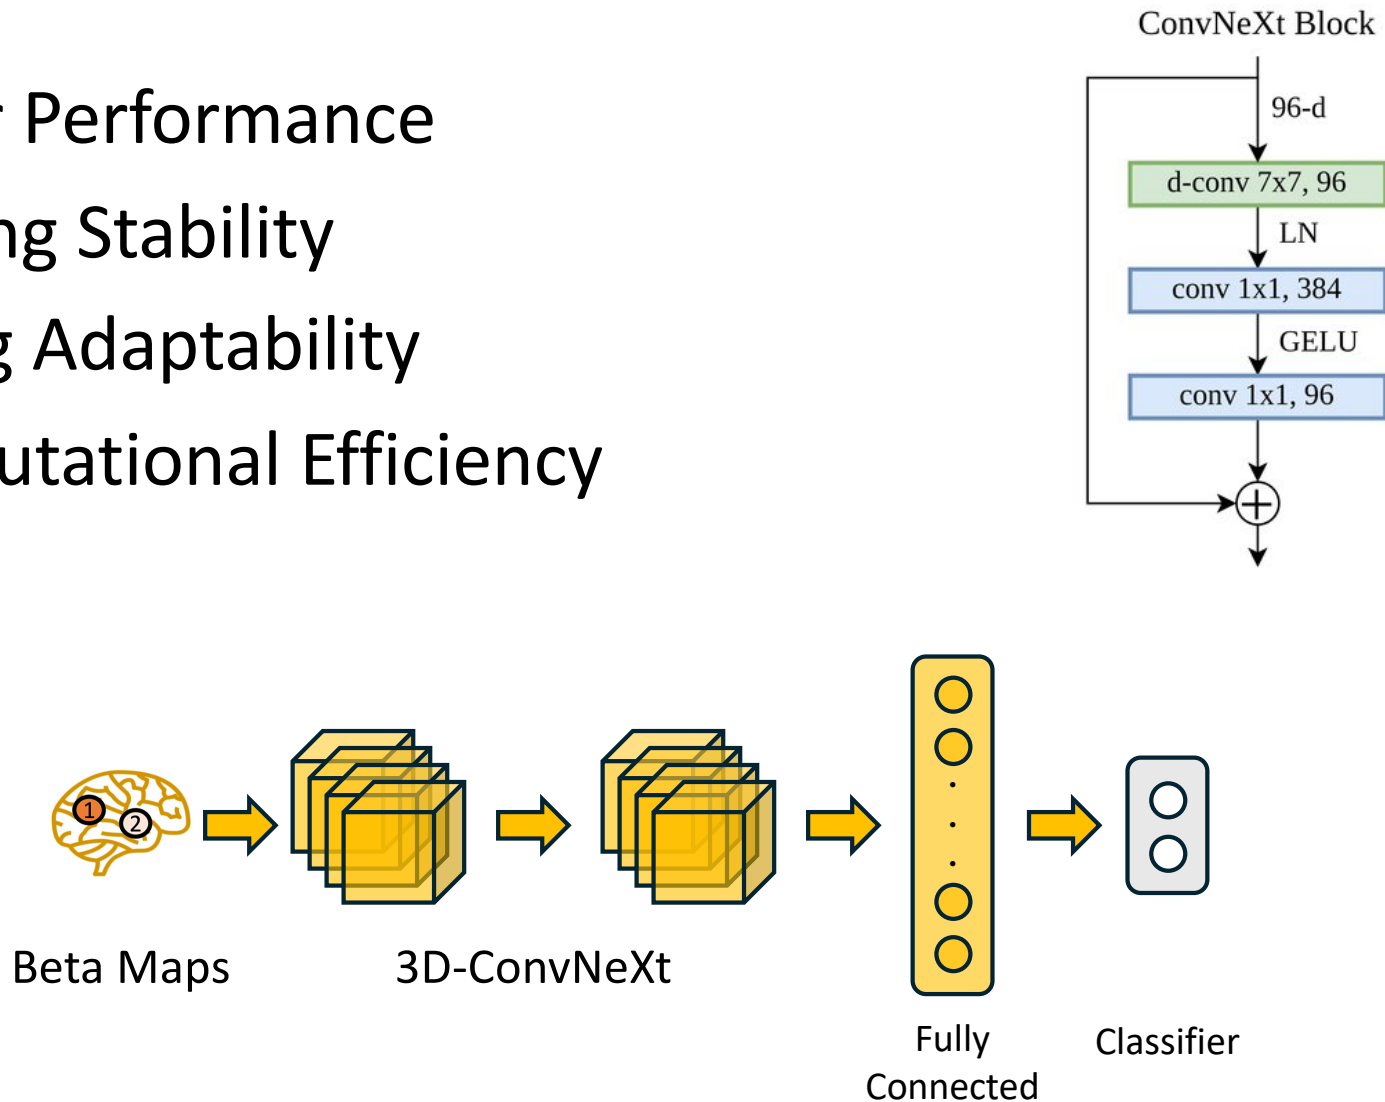 r Performance
ng Stability
g Adaptability
utational Efficiency
ConvNeXt Block
96-d
d-conv 7x7, 96
LN
conv 1x1, 384
GELU
conv 1x1, 96
1
2
Beta Maps
3D-ConvNeXt
Fully
Connected
Classifier